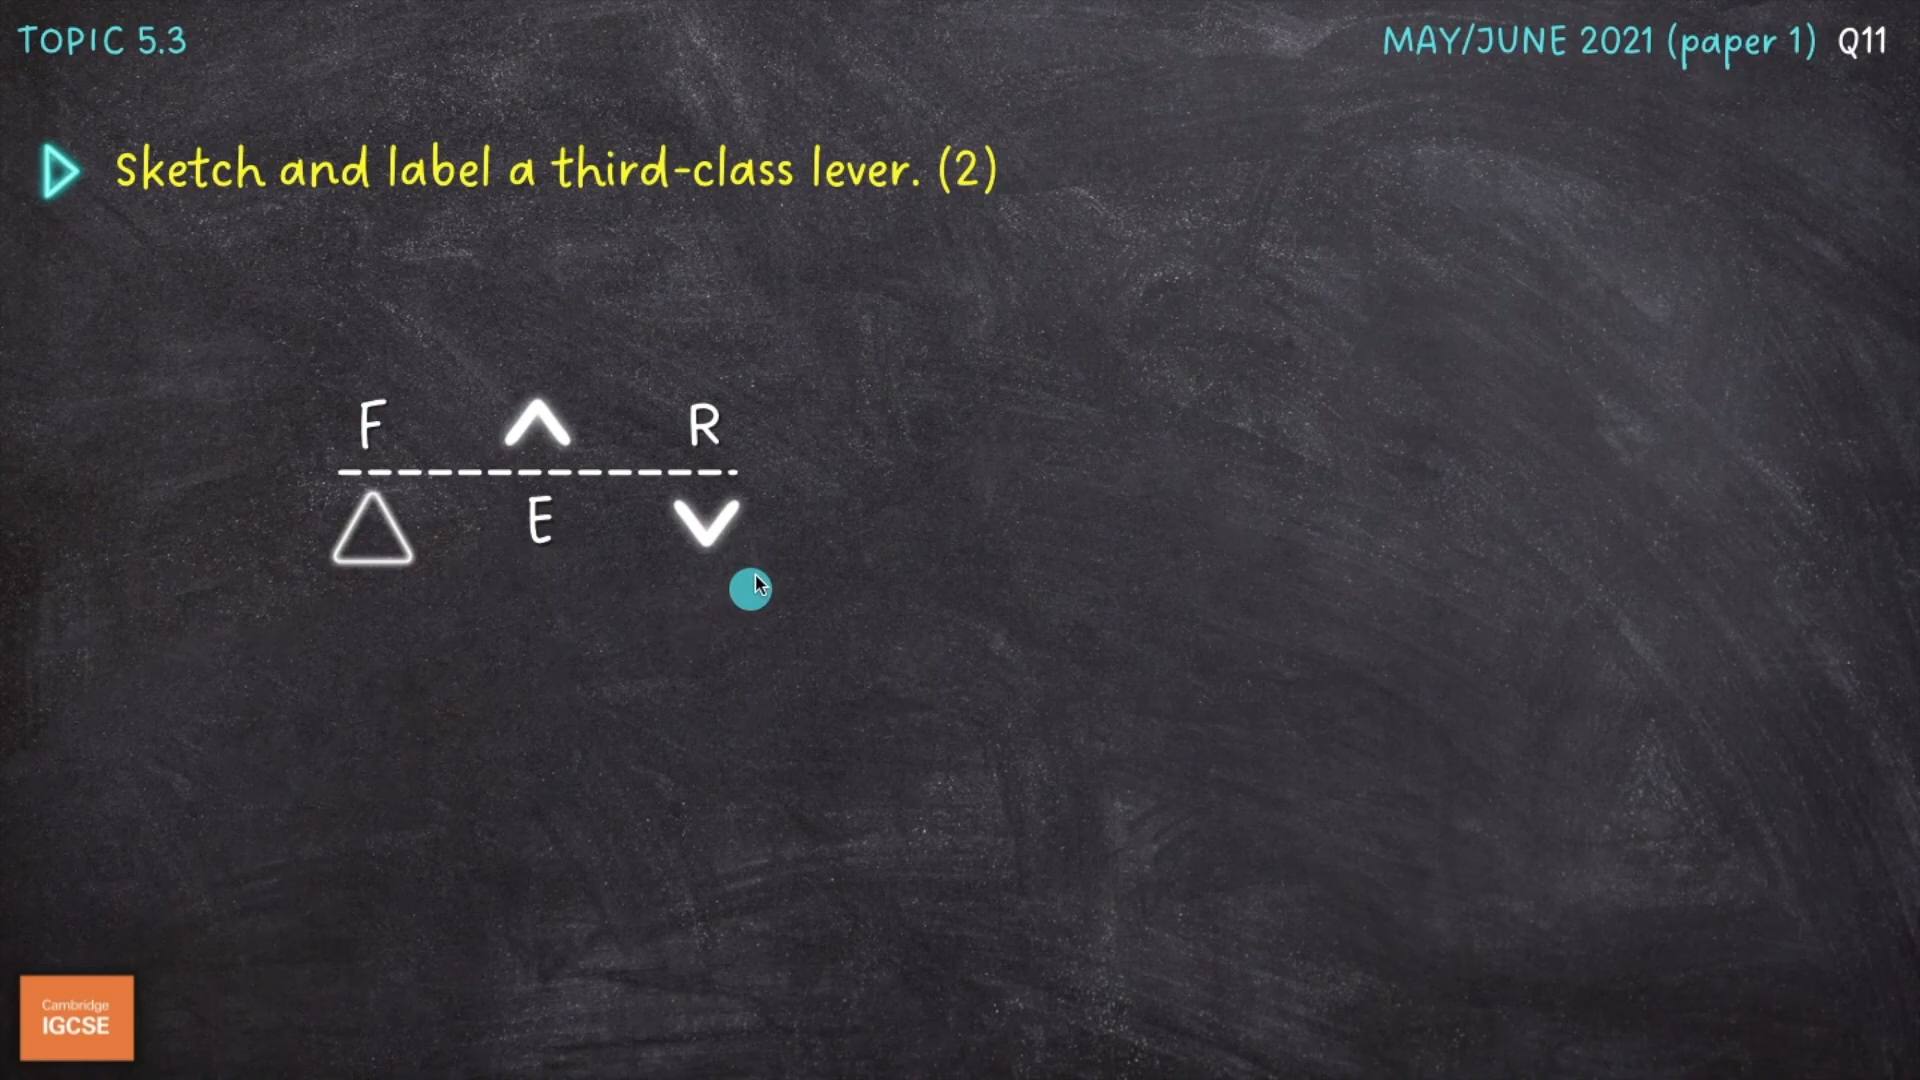 TOPIC 5.3
MAY/JUNE 2021 (paper 1) Q11
Sketch and label a third-class lever. (2)
F R
E
Cambridge
IGCSE